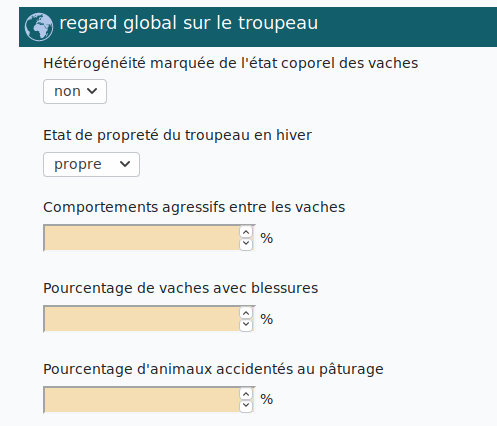 regard global sur le troupeau
Hétérogénéité marquée de l'état coporel des vaches
non
Etat de propreté du troupeau en hiver
propre
Comportements agressifs entre les vaches
%
Pourcentage de vaches avec blessures
%
Pourcentage d'animaux accidentés au pâturage
%